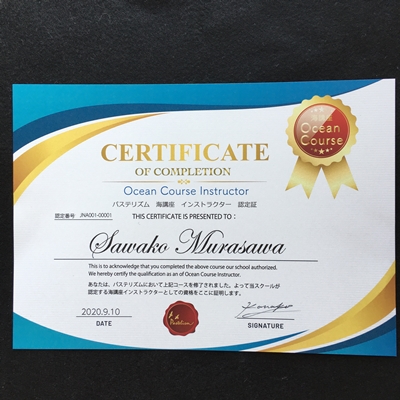 Ocean
Course
CERTIFICATE
OF COMPLETION
Ocean Course Instructor
パステリズム 海講座 インストラクター 認定証
認定番号 JNA001-00001
THIS CERTIFICATE IS PRESENTED TO:
Sawako Murasawa
This is to acknowledge that you completed the above course our school authorized.
We hereby certify the qualification as an of Ocean Course Instructor.
あなたは、パステリズムにおいて上記コースを修了されました。よって当スクールが
認定する海講座インストラクターとしての資格をここに証明します。
2020.9.10
DATE
SIGNATURE